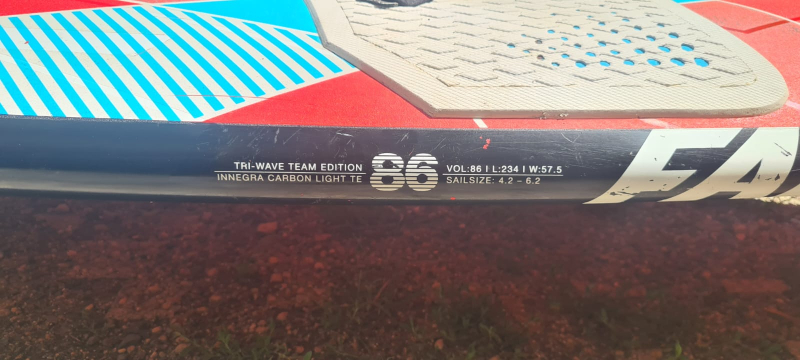 TRI-WAVE TEAM EDITION
INNEGRA CARBON LIGHT TE
86
VOL:86 I L:234 I W:57.5
SAILSIZE: 4.2 – 6.2
FA